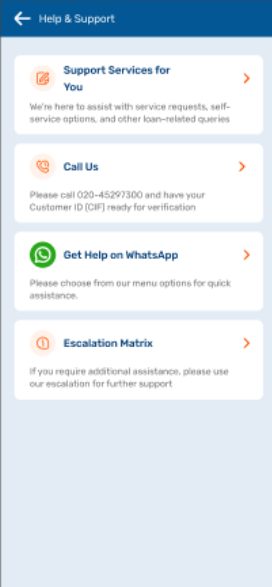 Help & Support
Support Services for
You
We're here to assist with service requests, self-
service options, and other loan-related queries
Call Us
Please call 020-45297300 and have your
Customer ID (CIF) ready for verification
Get Help on WhatsApp
Please choose from our menu options for quick
assistance.
Escalation Matrix
If you require additional assistance, please use
our escalation for further support